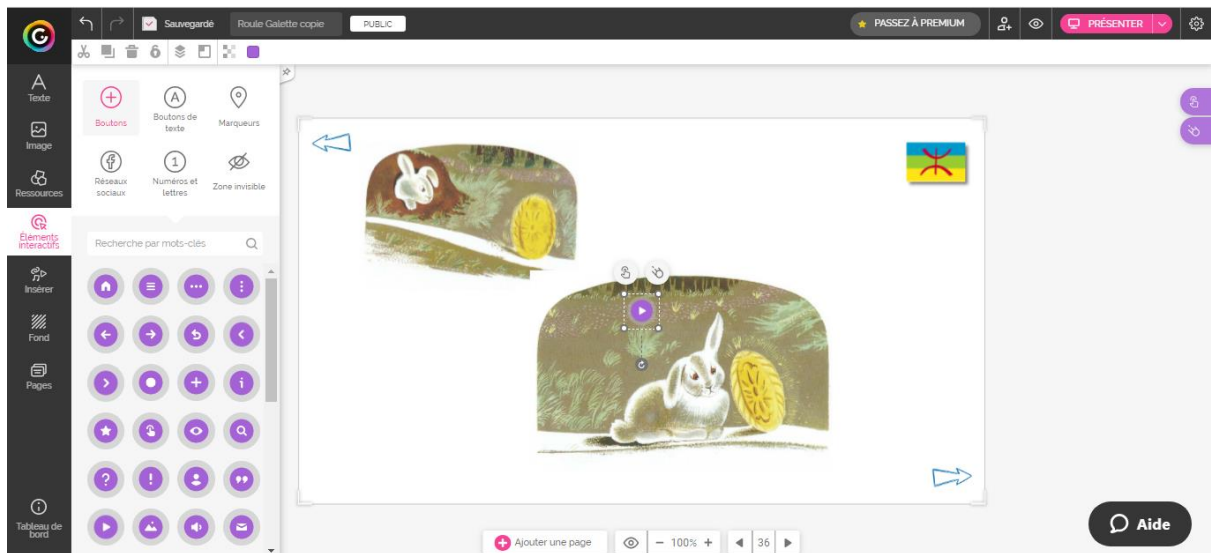 Sauvegardé
Roule Galette copie
PUBLIC
PASSEZ À PREMIUM
PRÉSENTER
Texte
Image
Ressources
Éléments
interactifs
Insérer
Fond
Pages
Tableau de
bord
Boutons
Boutons de
texte
Marqueurs
Réseaux
sociaux
Numéros et
lettres
Zone invisible
Recherche par mots-clés
Ajouter une page
100%
36
Aide